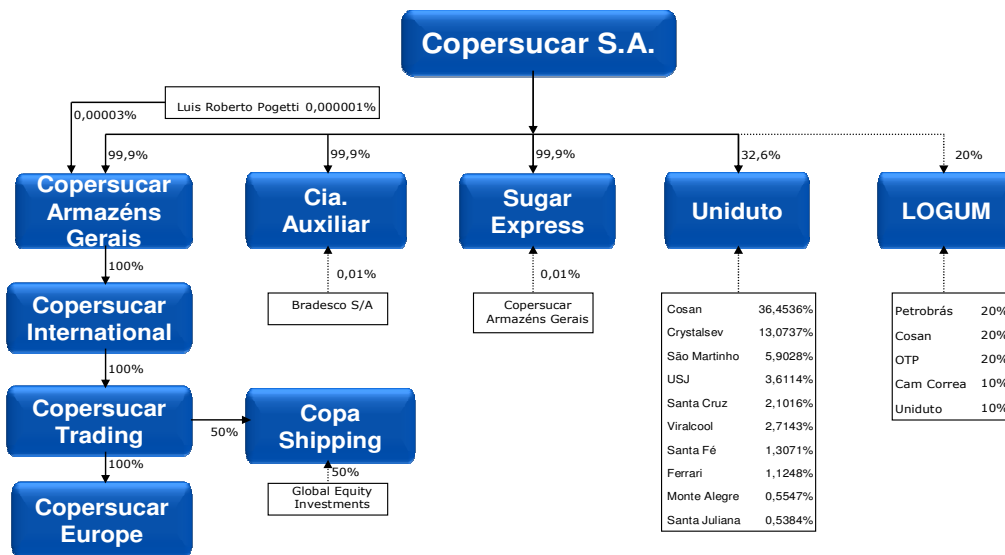 Copersucar S.A.
Luis Roberto Pogetti 0,000001%
0,00003%
99,9%
99,9%
99,9%
32,6%
20%
Copersucar
Armazéns
Gerais
Cia.
Auxiliar
Sugar
Express
Uniduto
LOGUM
100%
0,01%
0,01%
Bradesco S/A
Copersucar
Armazéns Gerais
Copersucar
International
100%
Copersucar
Trading
50%
Copa
Shipping
100%
50%
Global Equity
Investments
Copersucar
Europe
Cosan 36,4536%
Crystalsev 13,0737%
São Martinho 5,9028%
USJ 3,6114%
Santa Cruz 2,1016%
Viralcool 2,7143%
Santa Fé 1,3071%
Ferrari 1,1248%
Monte Alegre 0,5547%
Santa Juliana 0,5384%
Petrobrás 20%
Cosan 20%
OTP 20%
Cam Correa 10%
Uniduto 10%